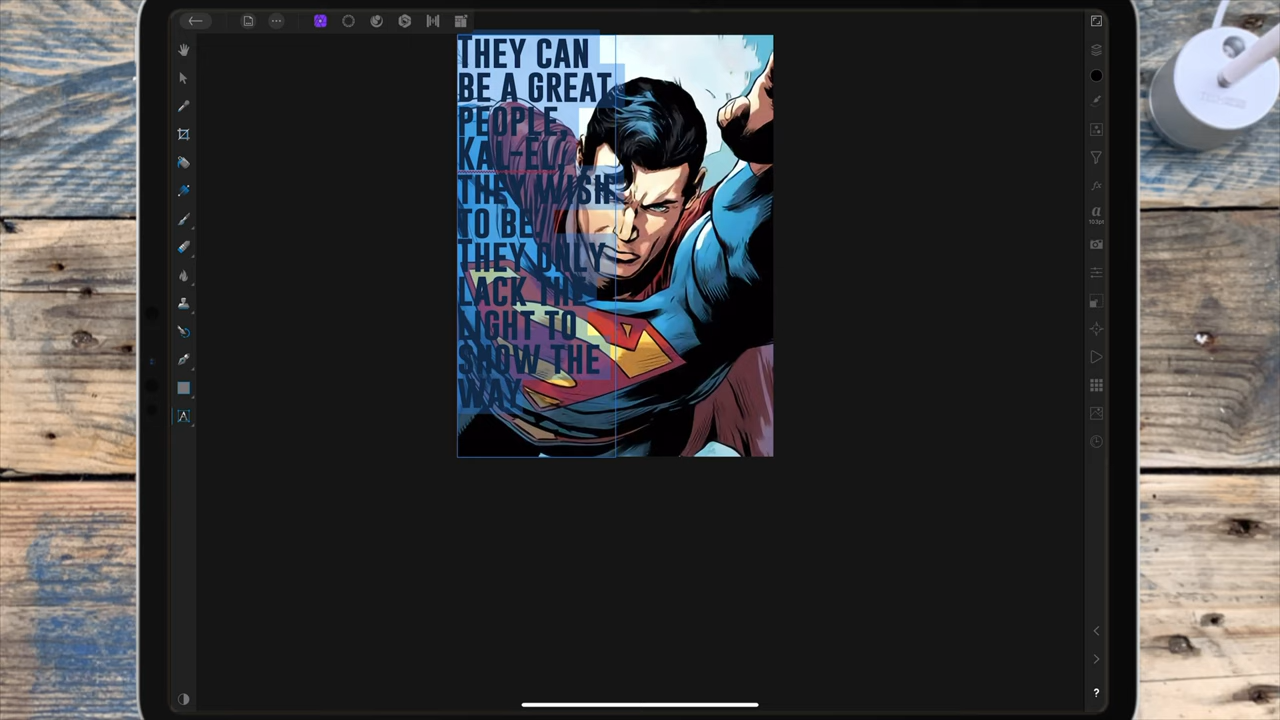 THEY CAN
BE A GREAT
PEOPLE,
KAL-EL,
THEY WISH
TO BE.
THEY ONLY
LACK THE
LIGHT TO
SHOW THE
WAY